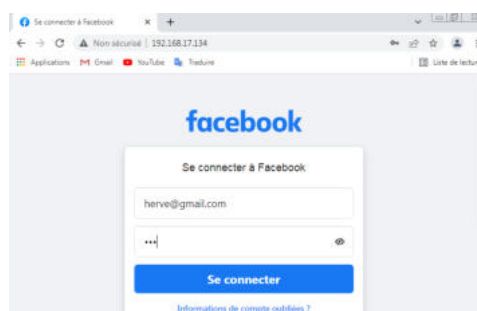 Se connecter à Facebook
Non sécurisé | 192.168.17.134
Applications Gmail YouTube Traduire Liste de lectur
facebook
Se connecter à Facebook
herve@gmail.com
•••
Se connecter
Informations de compte oubliées ?